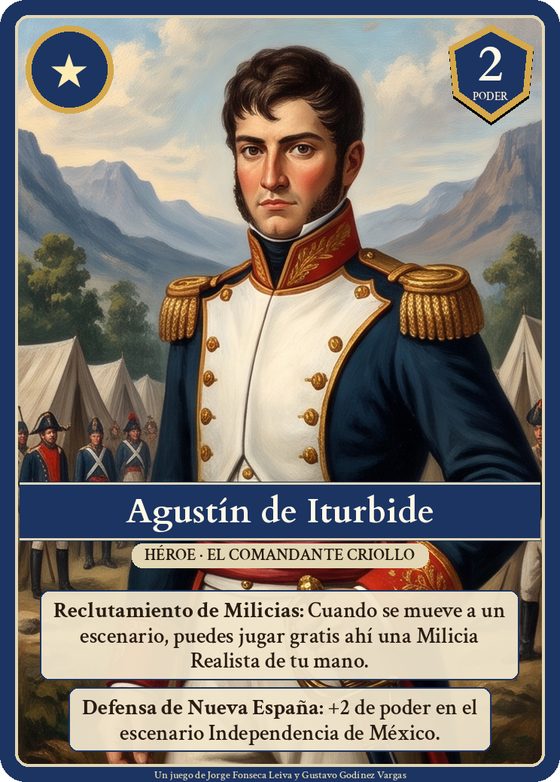 2
PODER
Agustín de Iturbide
HÉROE · EL COMANDANTE CRIOLLO
Reclutamiento de Milicias: Cuando se mueve a un
escenario, puedes jugar gratis ahí una Milicia
Realista de tu mano.
Defensa de Nueva España: +2 de poder en el
escenario Independencia de México.
Un juego de Jorge Fonseca Leiva y Gustavo Godínez Vargas